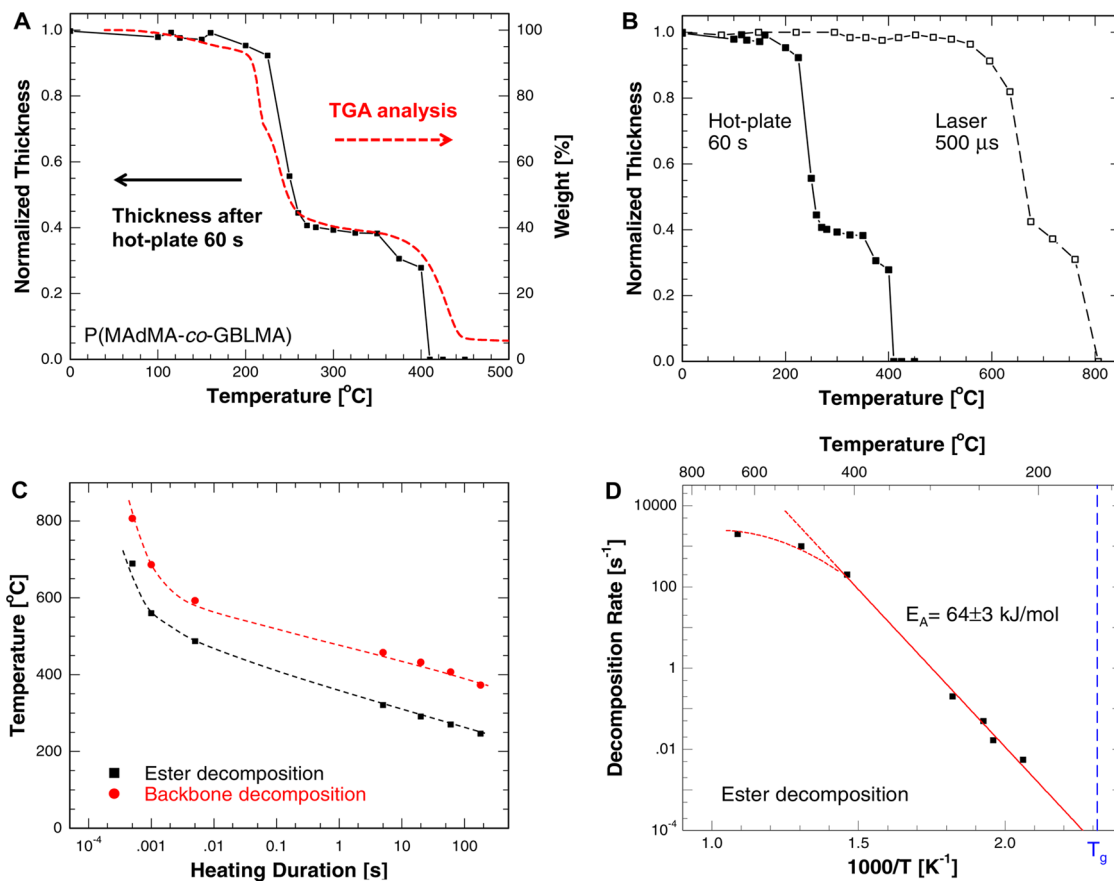 A
Normalized Thickness
1.0
0.8
0.6
0.4
0.2
0.0
100
80
60
40
20
0
Weight [%]
TGA analysis
Thickness after
hot-plate 60 s
P(MAdMA-co-GBLMA)
0 100 200 300 400 500
Temperature [°C]
B
Normalized Thickness
1.0
0.8
0.6
0.4
0.2
0.0
Hot-plate
60 s
Laser
500 µs
0 200 400 600 800
Temperature [°C]
C
Temperature [°C]
800
600
400
200
0
Ester decomposition
Backbone decomposition
10⁻⁴ .001 .01 .1 1 10 100
Heating Duration [s]
Temperature [°C]
800 600 400 200
D
Decomposition Rate [s⁻¹]
10000
100
1
.01
10⁻⁴
E_A= 64±3 kJ/mol
Ester decomposition
1.0 1.5 2.0
T_g
1000/T [K⁻¹]